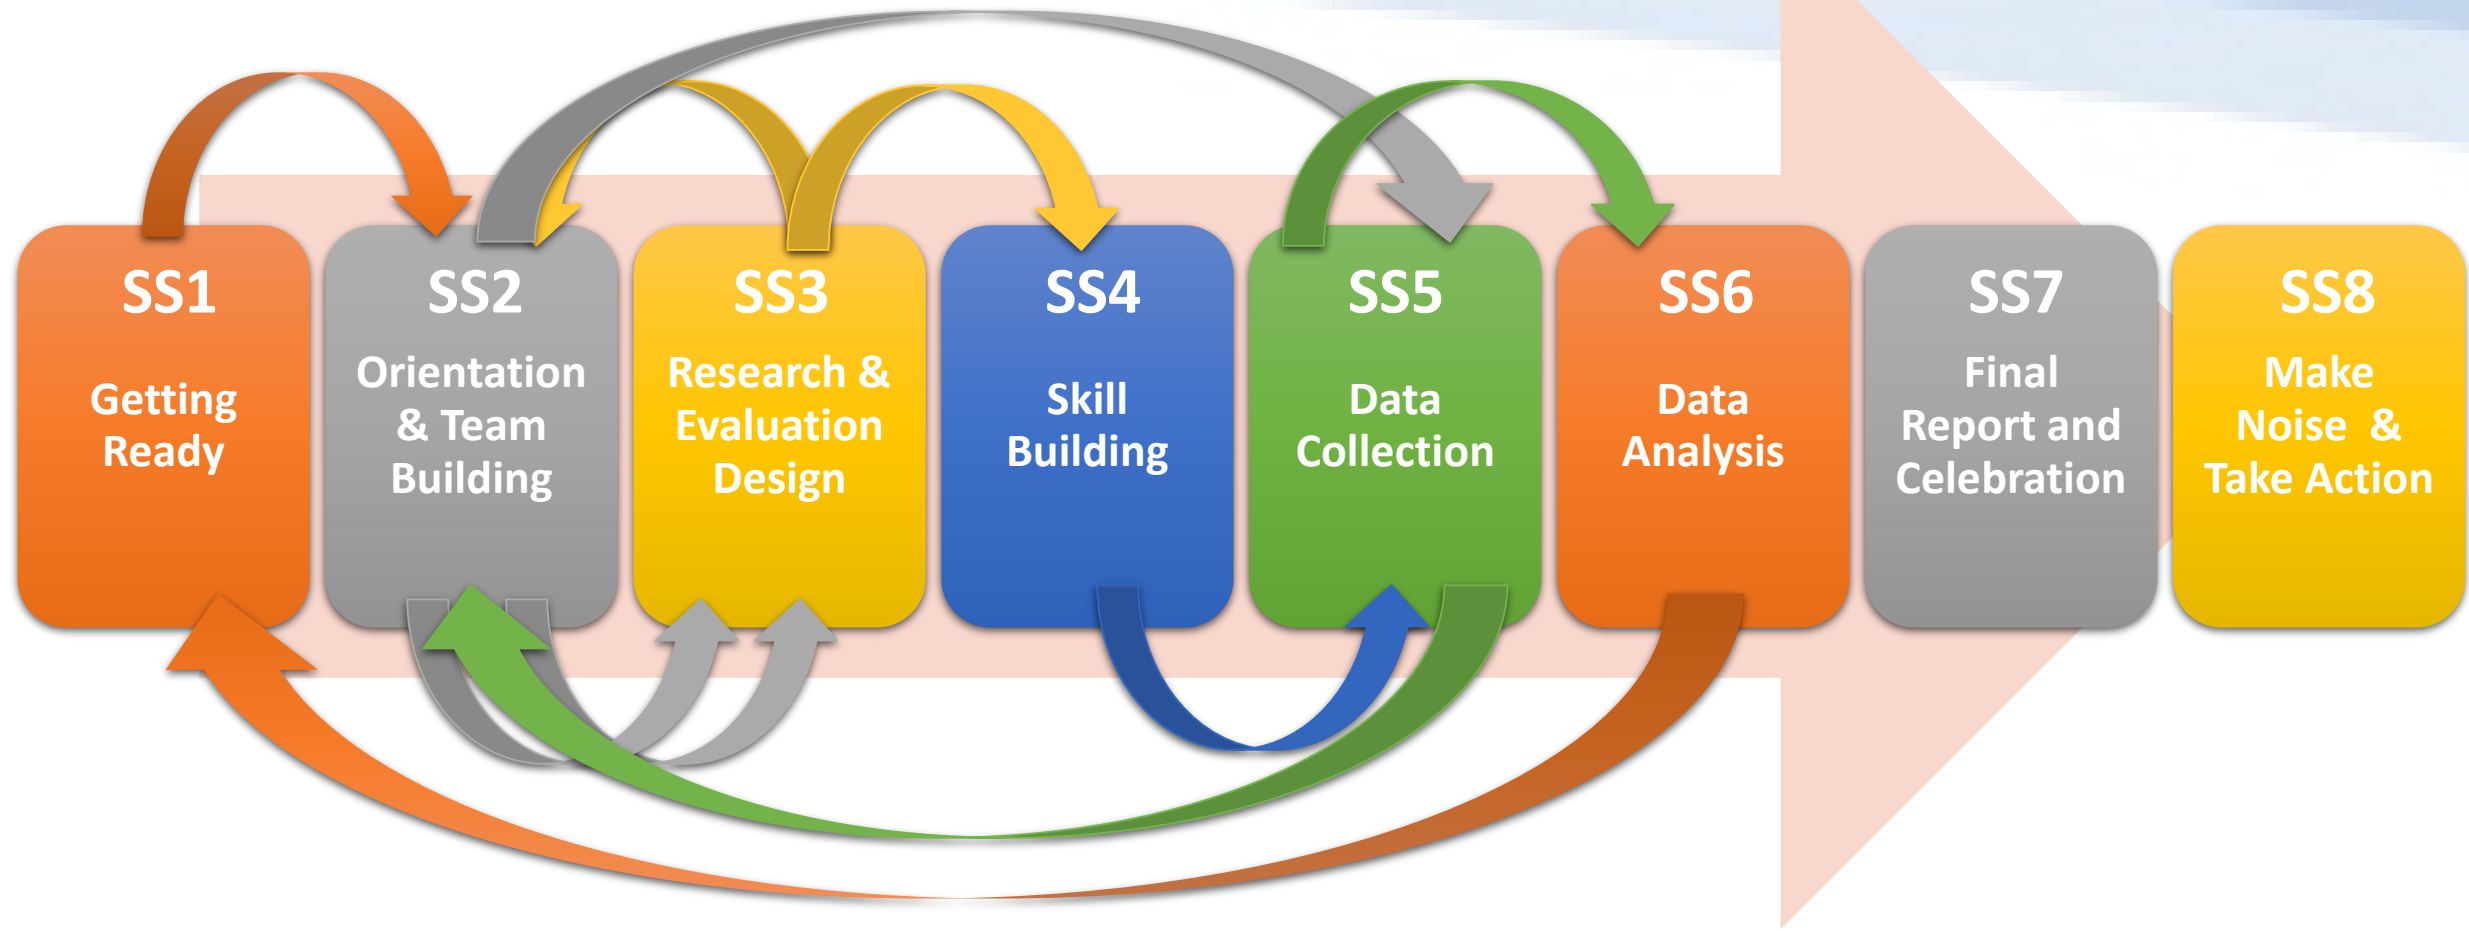 SS1
Getting
Ready
SS2
Orientation
& Team
Building
SS3
Research &
Evaluation
Design
SS4
Skill
Building
SS5
Data
Collection
SS6
Data
Analysis
SS7
Final
Report and
Celebration
SS8
Make
Noise &
Take Action